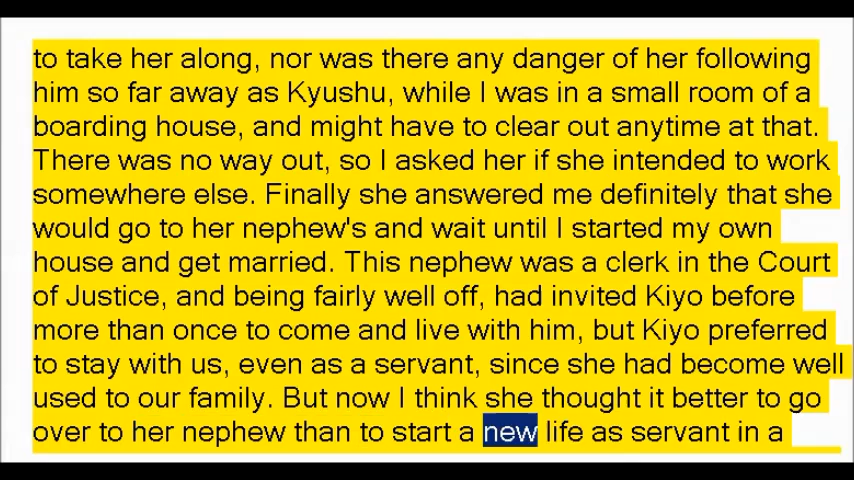 to take her along, nor was there any danger of her following
him so far away as Kyushu, while I was in a small room of a
boarding house, and might have to clear out anytime at that.
There was no way out, so I asked her if she intended to work
somewhere else. Finally she answered me definitely that she
would go to her nephew's and wait until I started my own
house and get married. This nephew was a clerk in the Court
of Justice, and being fairly well off, had invited Kiyo before
more than once to come and live with him, but Kiyo preferred
to stay with us, even as a servant, since she had become well
used to our family. But now I think she thought it better to go
over to her nephew than to start a new life as servant in a